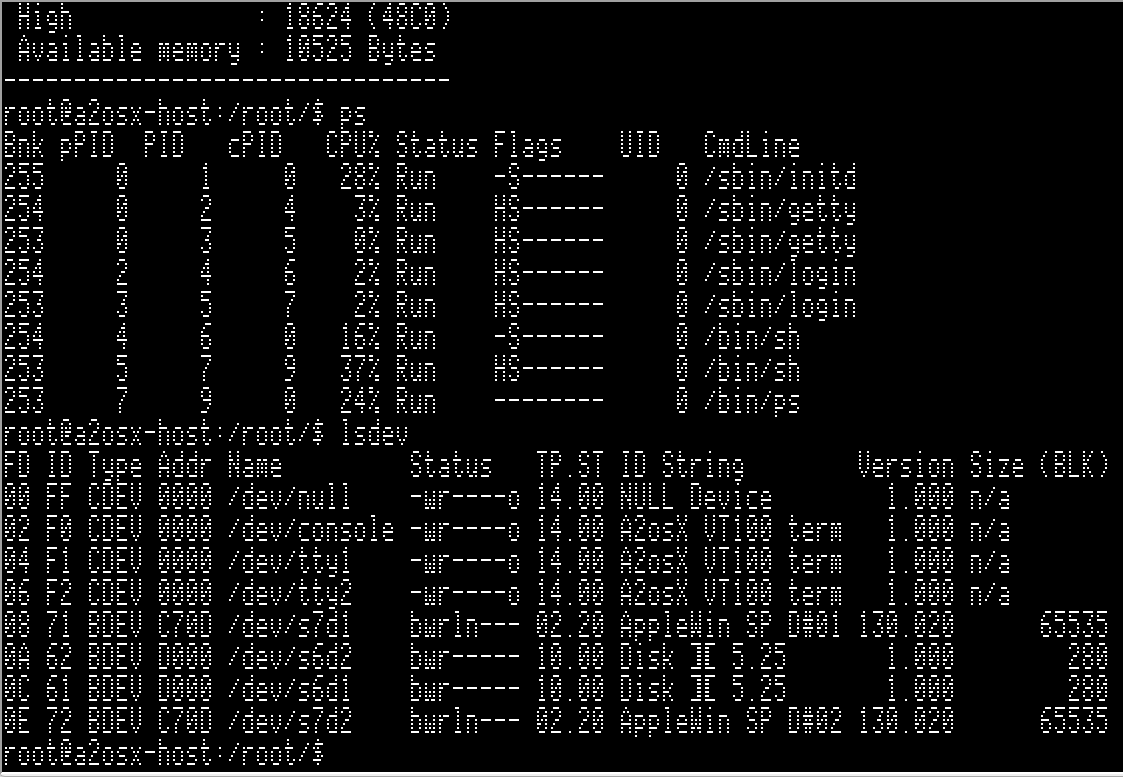 High              : 18624 (48C0)
Available memory : 10525 Bytes
--------------------------------
root@a2osx-host:/root/$ ps
Bnk pPID  PID   cPID   CPU% Status Flags    UID   CmdLine
255     0     1     0   28% Run    -S------     0 /sbin/initd
254     0     2     4    3% Run    HS------     0 /sbin/getty
253     0     3     5    0% Run    HS------     0 /sbin/getty
254     2     4     6    2% Run    HS------     0 /sbin/login
253     3     5     7    2% Run    HS------     0 /sbin/login
254     4     6     0   16% Run    -S------     0 /bin/sh
253     5     7     9   37% Run    HS------     0 /bin/sh
253     7     9     0   24% Run    --------     0 /bin/ps
root@a2osx-host:/root/$ lsdev
FD ID Type Addr Name         Status   TP.ST ID String        Version Size (BLK)
00 FF CDEV 0000 /dev/null    -wr----o 14.00 NULL Device        1.000 n/a
02 F0 CDEV 0000 /dev/console -wr----o 14.00 A2osX VT100 term   1.000 n/a
04 F1 CDEV 0000 /dev/tty1    -wr----o 14.00 A2osX VT100 term   1.000 n/a
06 F2 CDEV 0000 /dev/tty2    -wr----o 14.00 A2osX VT100 term   1.000 n/a
08 71 BDEV C70D /dev/s7d1    bwrln--- 02.20 AppleWin SP D#01 130.020      65535
0A 62 BDEV D000 /dev/s6d2    bwr----- 10.00 Disk ][ 5.25       1.000        280
0C 61 BDEV D000 /dev/s6d1    bwr----- 10.00 Disk ][ 5.25       1.000        280
0E 72 BDEV C70D /dev/s7d2    bwrln--- 02.20 AppleWin SP D#02 130.020      65535
root@a2osx-host:/root/$